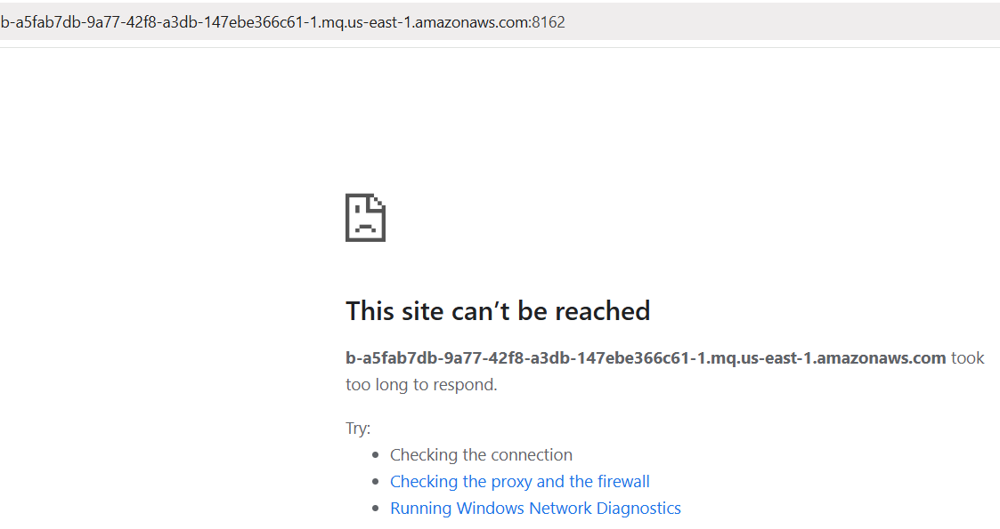 b-a5fab7db-9a77-42f8-a3db-147ebe366c61-1.mq.us-east-1.amazonaws.com:8162
This site can’t be reached
b-a5fab7db-9a77-42f8-a3db-147ebe366c61-1.mq.us-east-1.amazonaws.com took
too long to respond.
Try:
• Checking the connection
• Checking the proxy and the firewall
• Running Windows Network Diagnostics